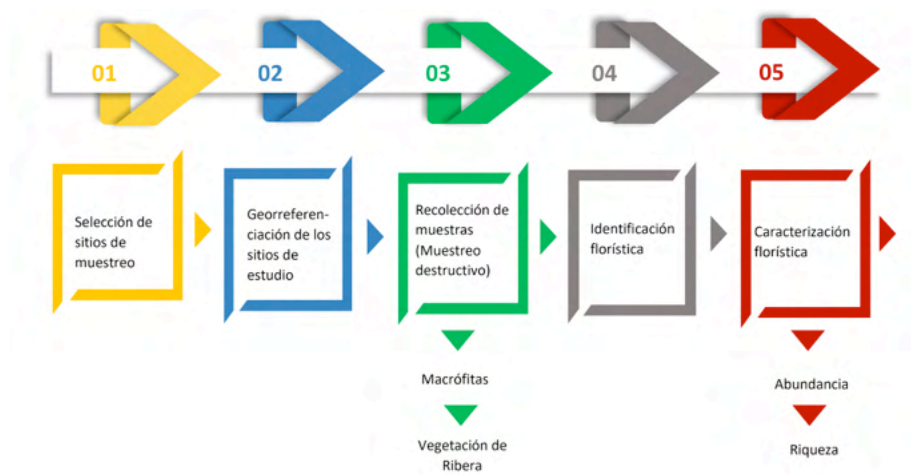 01
02
03
04
05
Selección de
sitios de
muestreo
Georreferen-
ciación de los
sitios de
estudio
Recolección de
muestras
(Muestreo
destructivo)
Identificación
florística
Caracterización
florística
Macrófitas
Vegetación de
Ribera
Abundancia
Riqueza